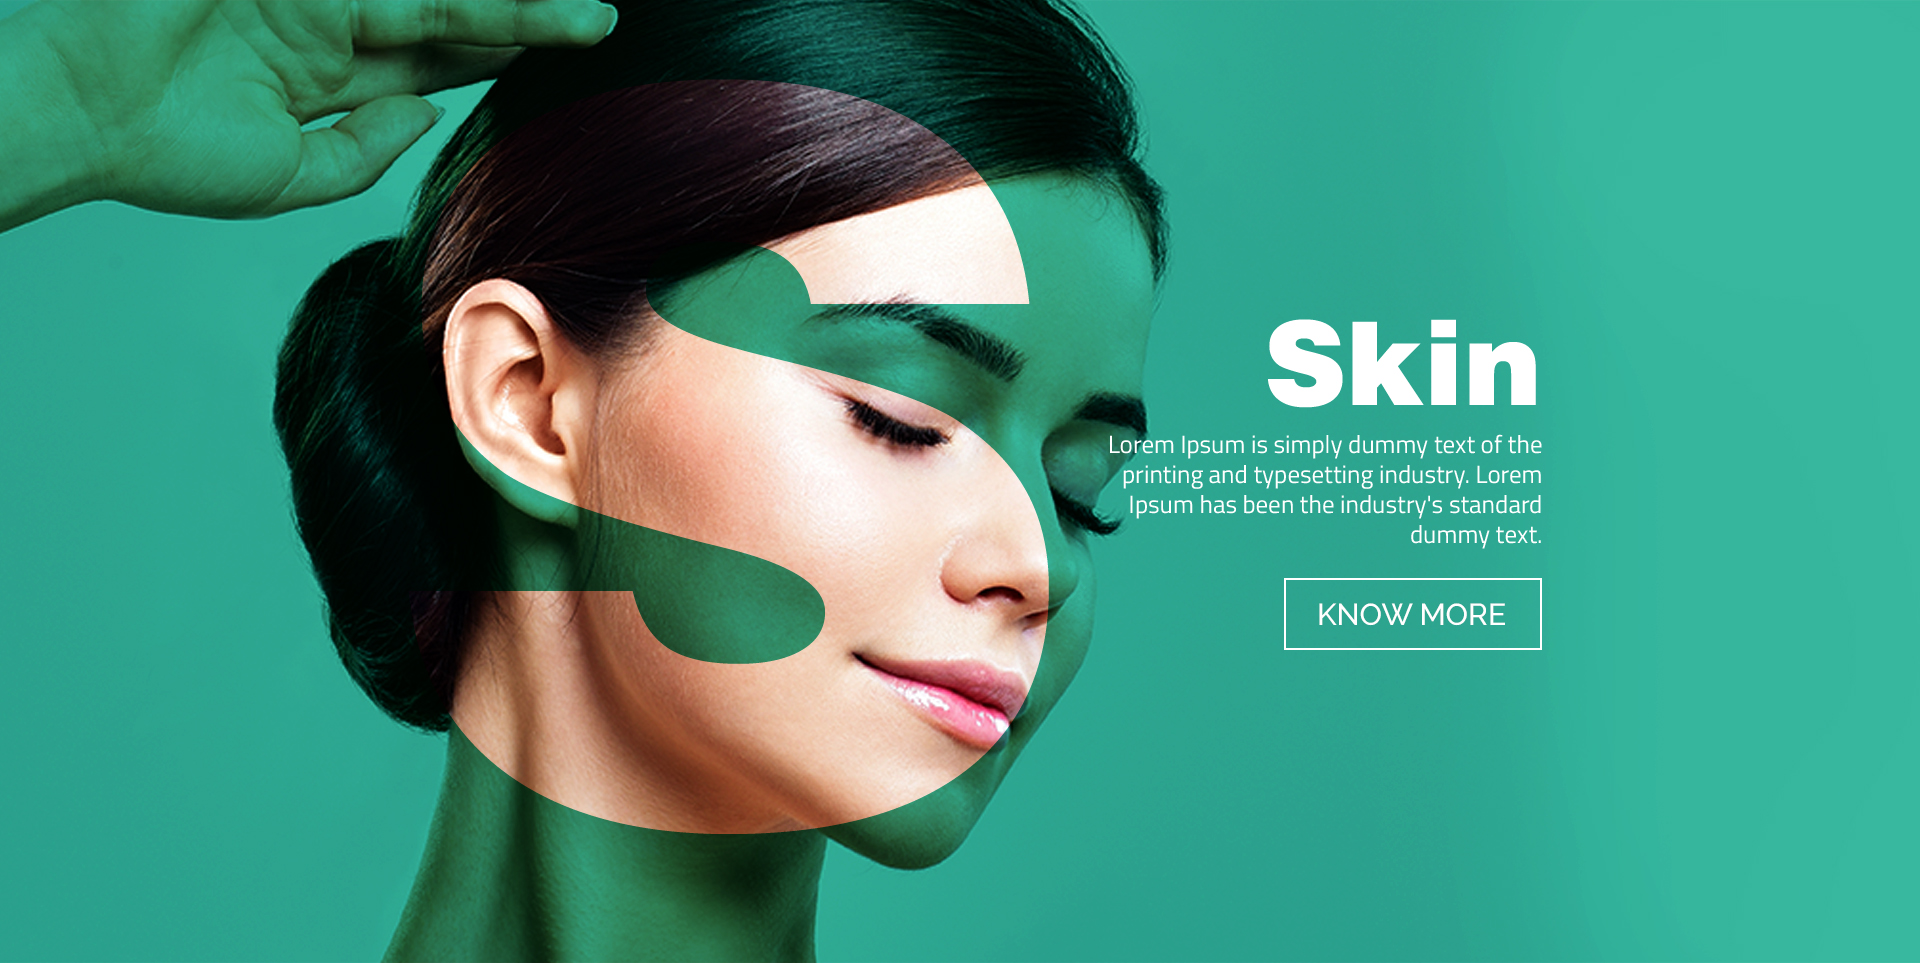 Skin
Lorem Ipsum is simply dummy text of the
printing and typesetting industry. Lorem
Ipsum has been the industry's standard
dummy text.
KNOW MORE